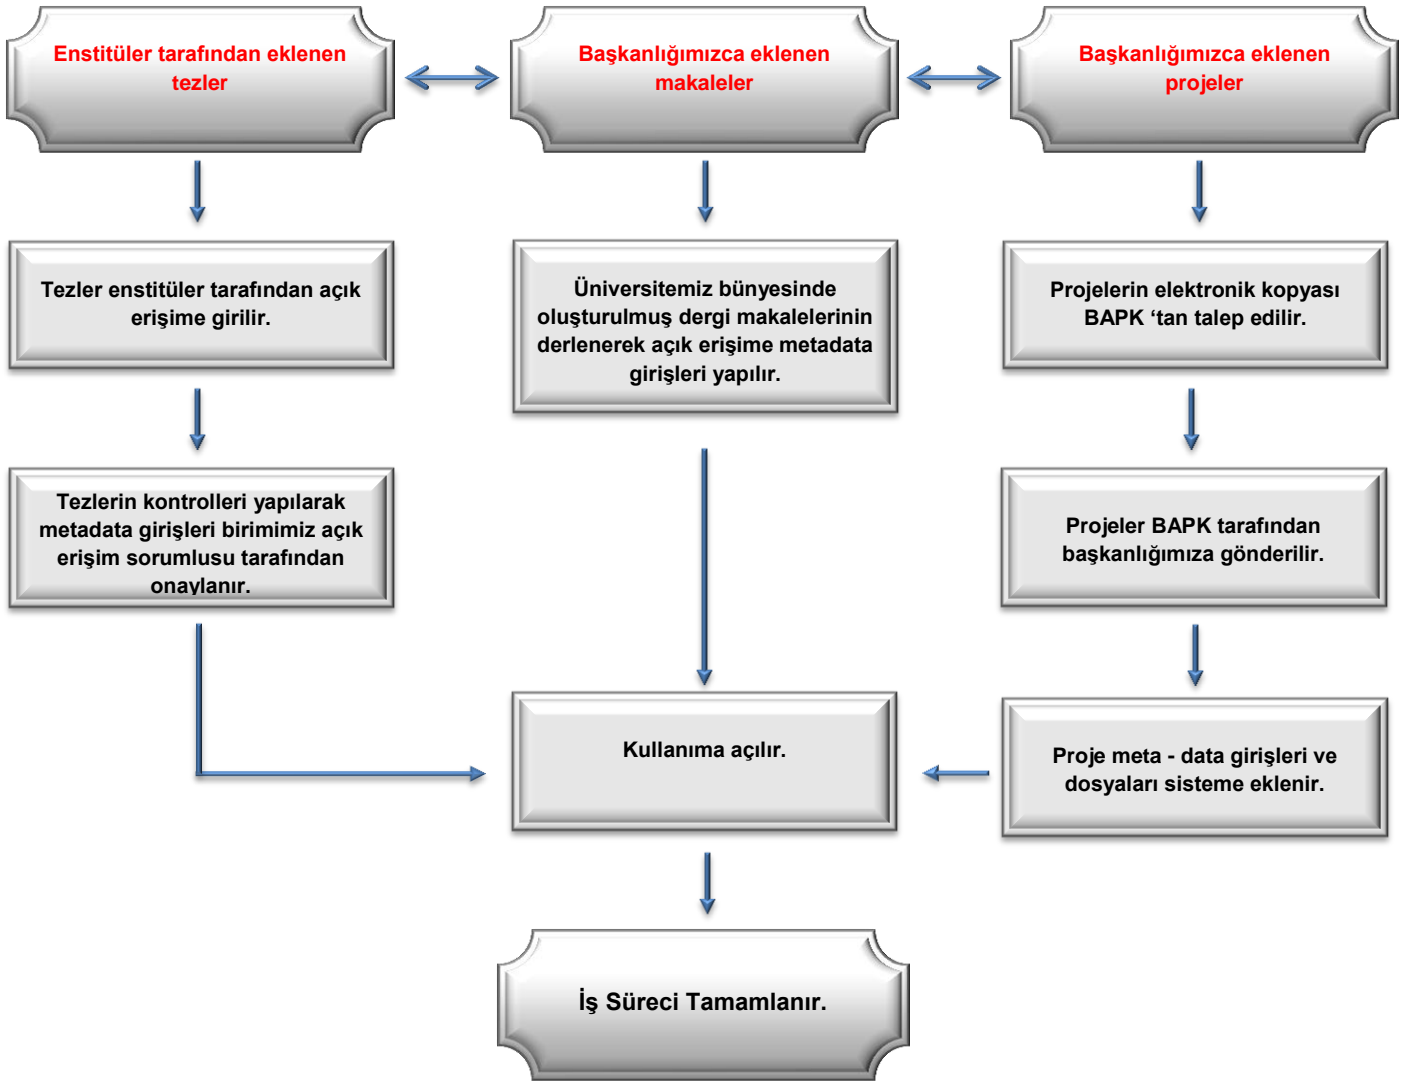 Enstitüler tarafından eklenen
tezler
Başkanlığımızca eklenen
makaleler
Başkanlığımızca eklenen
projeler
Tezler enstitüler tarafından açık
erişime girilir.
Üniversitemiz bünyesinde
oluşturulmuş dergi makalelerinin
derlenerek açık erişime metadata
girişleri yapılır.
Projelerin elektronik kopyası
BAPK ‘tan talep edilir.
Tezlerin kontrolleri yapılarak
metadata girişleri birimimiz açık
erişim sorumlusu tarafından
onaylanır.
Projeler BAPK tarafından
başkanlığımıza gönderilir.
Kullanıma açılır.
Proje meta - data girişleri ve
dosyaları sisteme eklenir.
İş Süreci Tamamlanır.